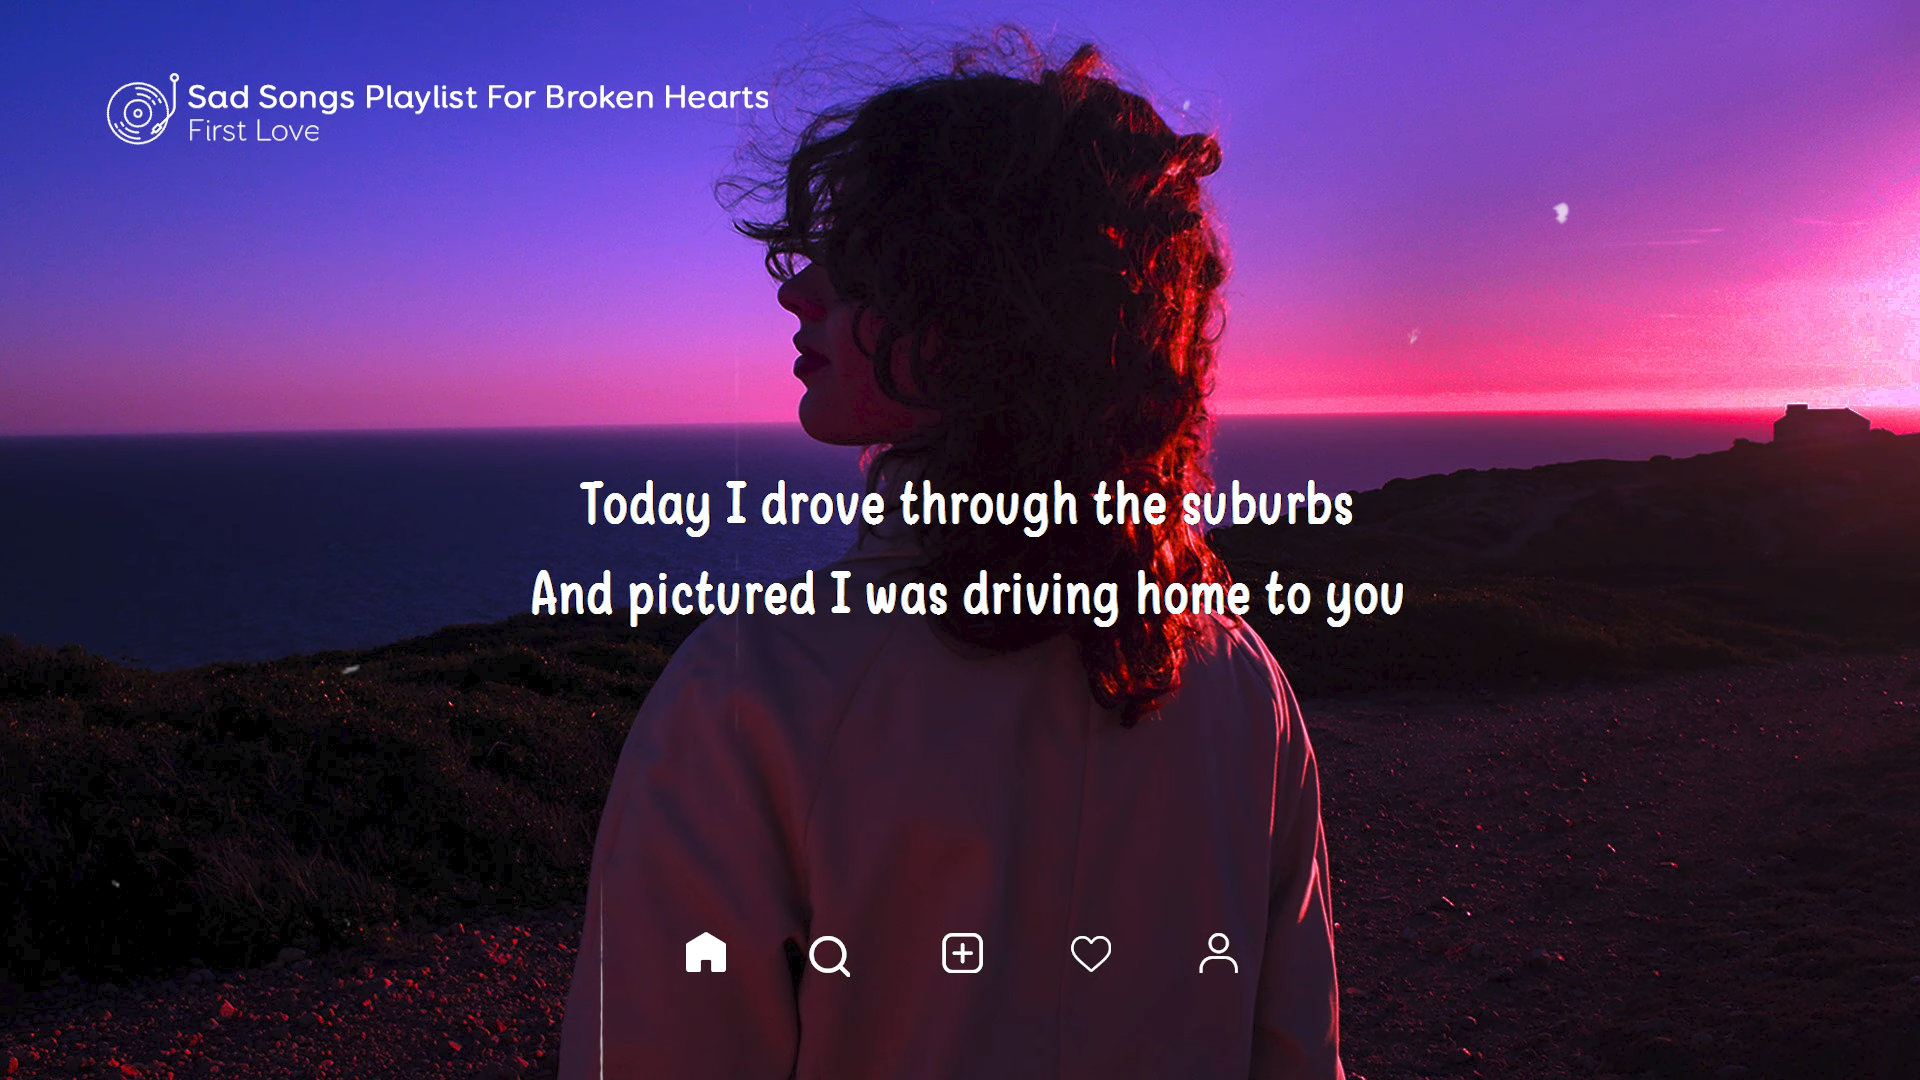 Sad Songs Playlist For Broken Hearts
First Love
Today I drove through the suburbs
And pictured I was driving home to you